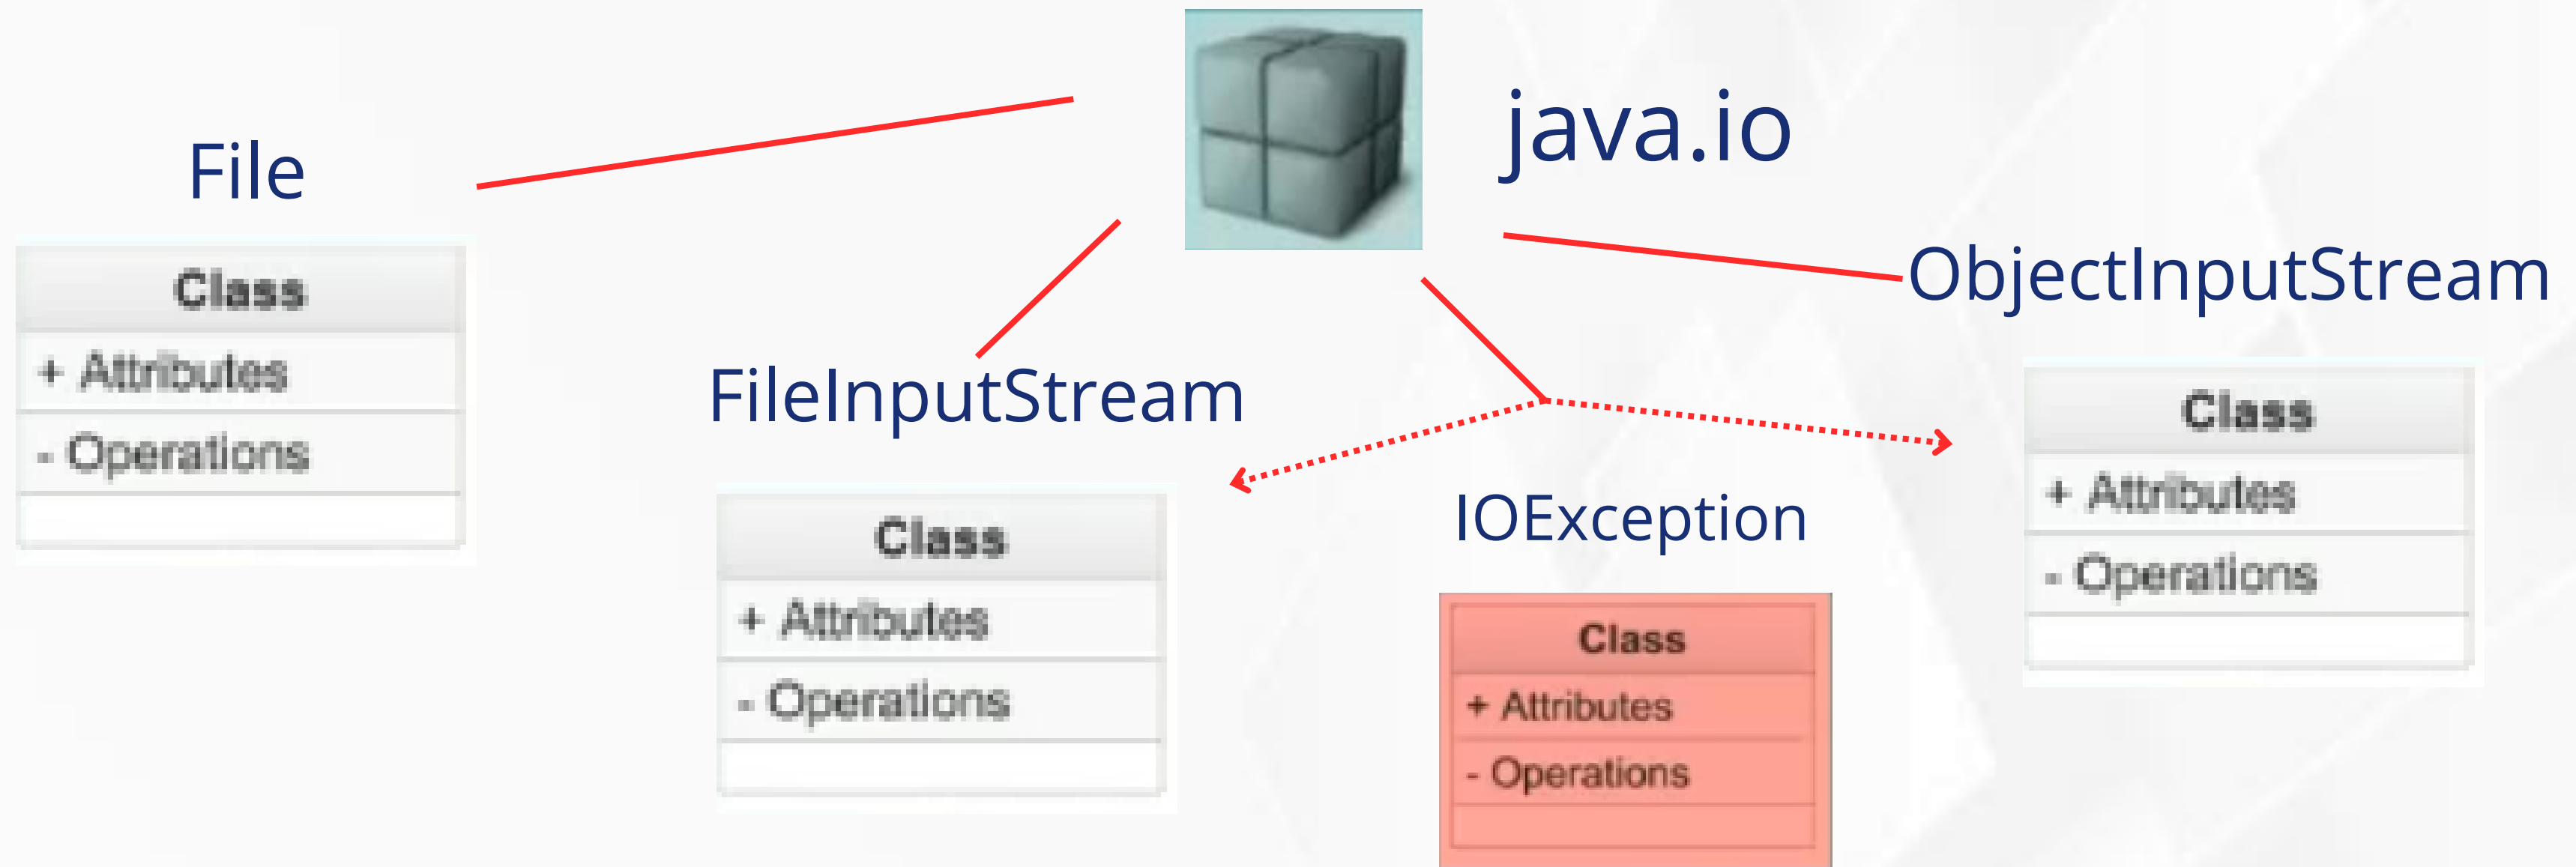 java.io
File
Class
+ Attributes
- Operations
FileInputStream
Class
+ Attributes
- Operations
IOException
Class
+ Attributes
- Operations
ObjectInputStream
Class
+ Attributes
- Operations